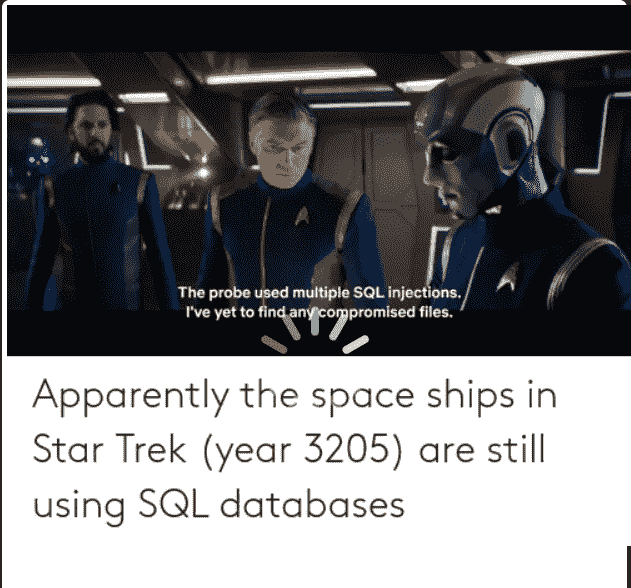 The probe used multiple SQL injections.
I've yet to find any compromised files.
Apparently the space ships in
Star Trek (year 3205) are still
using SQL databases